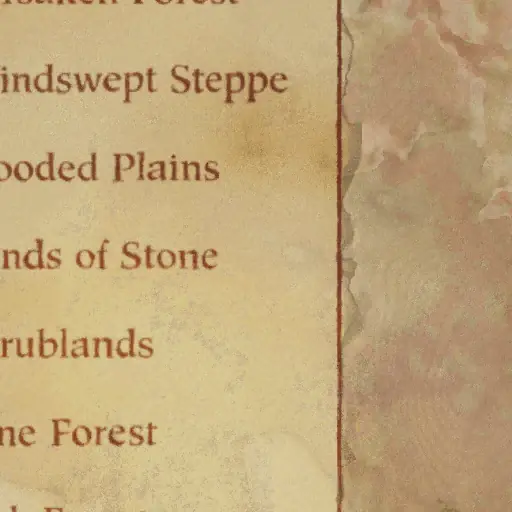 indswept Steppe
ooded Plains
nds of Stone
rublands
ne Forest